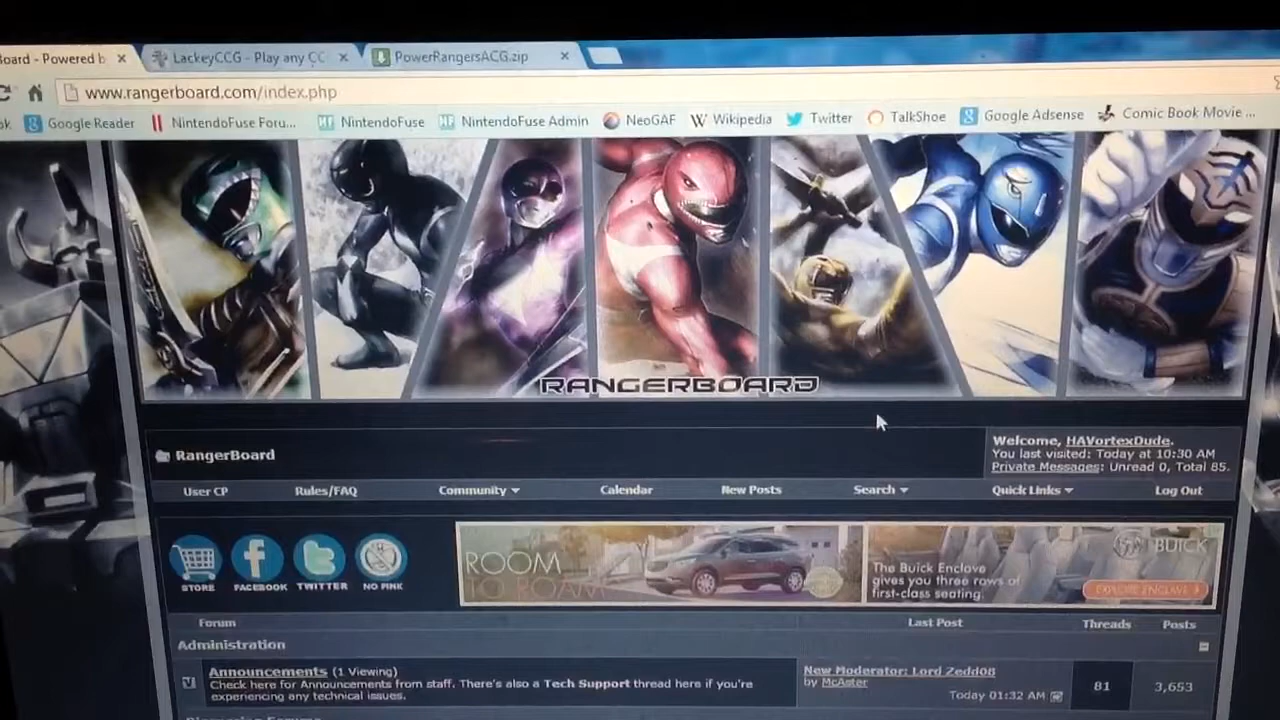 Board - Powered b
LackeyCCG - Play any CC
PowerRangersACG.zip
www.rangerboard.com/index.php
ok
Google Reader
NintendoFuse Foru...
NintendoFuse
NintendoFuse Admin
NeoGAF
Wikipedia
Twitter
TalkShoe
Google Adsense
Comic Book Movie ...
RANGERBOARD
RangerBoard
Welcome, HAVortexDude.
You last visited: Today at 10:30 AM
Private Messages: Unread 0, Total 85.
User CP
Rules/FAQ
Community
Calendar
New Posts
Search
Quick Links
Log Out
STORE
FACEBOOK
TWITTER
NO PINK
ROOM
TO ROAM
The Buick Enclave
gives you three rows of
first-class seating.
BUICK
EXPLORE ENCLAVE
Forum
Last Post
Threads
Posts
Administration
Announcements (1 Viewing)
Check here for Announcements from staff. There's also a Tech Support thread here if you're
experiencing any technical issues.
New Moderator: Lord Zedd08
by McAster
Today 01:32 AM
81
3,653
Discussion Forums